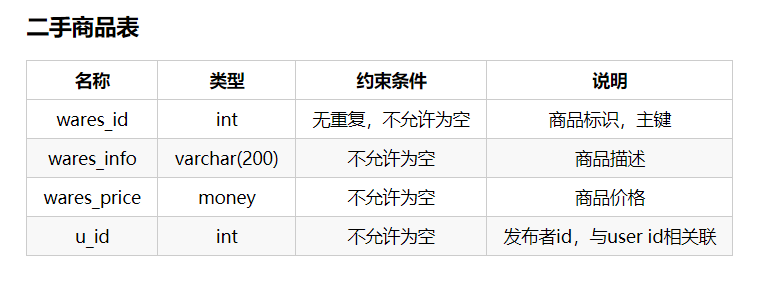 二手商品表
名称 类型 约束条件 说明
wares_id int 无重复，不允许为空 商品标识，主键
wares_info varchar(200) 不允许为空 商品描述
wares_price money 不允许为空 商品价格
u_id int 不允许为空 发布者id，与user id相关联